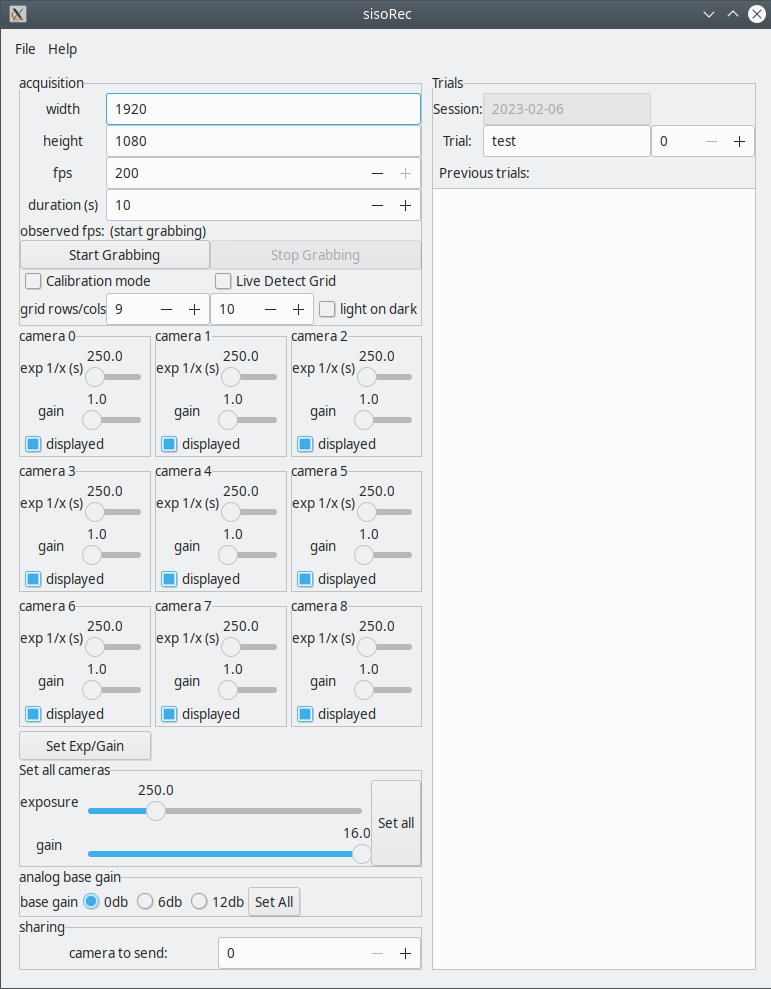 sisoRec
File Help
acquisition
width 1920
height 1080
fps 200
duration (s) 10
observed fps: (start grabbing)
Start Grabbing Stop Grabbing
Calibration mode Live Detect Grid
grid rows/cols 9 10 light on dark
camera 0 camera 1 camera 2
250.0 250.0 250.0
exp 1/x (s) exp 1/x (s) exp 1/x (s)
1.0 1.0 1.0
gain gain gain
displayed displayed displayed
camera 3 camera 4 camera 5
250.0 250.0 250.0
exp 1/x (s) exp 1/x (s) exp 1/x (s)
1.0 1.0 1.0
gain gain gain
displayed displayed displayed
camera 6 camera 7 camera 8
250.0 250.0 250.0
exp 1/x (s) exp 1/x (s) exp 1/x (s)
1.0 1.0 1.0
gain gain gain
displayed displayed displayed
Set Exp/Gain
Set all cameras
250.0
exposure
16.0
gain
Set all
analog base gain
base gain 0db 6db 12db Set All
sharing
camera to send: 0
Trials
Session: 2023-02-06
Trial: test 0
Previous trials: